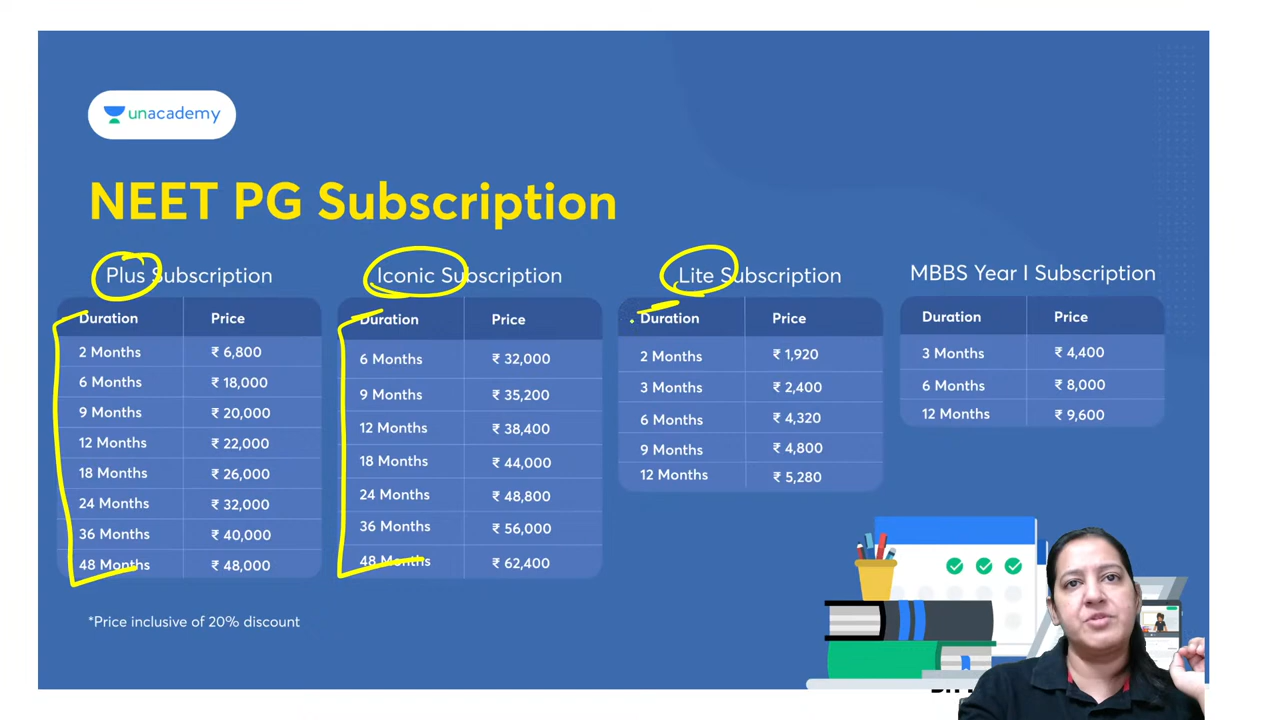 unacademy
NEET PG Subscription
Plus Subscription
Duration Price
2 Months ₹ 6,800
6 Months ₹ 18,000
9 Months ₹ 20,000
12 Months ₹ 22,000
18 Months ₹ 26,000
24 Months ₹ 32,000
36 Months ₹ 40,000
48 Months ₹ 48,000
Iconic Subscription
Duration Price
6 Months ₹ 32,000
9 Months ₹ 35,200
12 Months ₹ 38,400
18 Months ₹ 44,000
24 Months ₹ 48,800
36 Months ₹ 56,000
48 Months ₹ 62,400
Lite Subscription
Duration Price
2 Months ₹ 1,920
3 Months ₹ 2,400
6 Months ₹ 4,320
9 Months ₹ 4,800
12 Months ₹ 5,280
MBBS Year I Subscription
Duration Price
3 Months ₹ 4,400
6 Months ₹ 8,000
12 Months ₹ 9,600
*Price inclusive of 20% discount